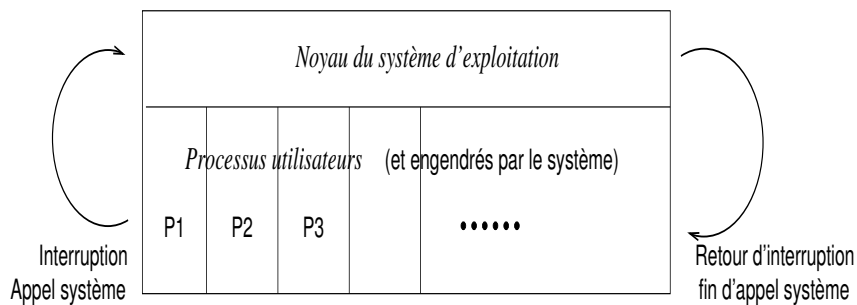 Noyau du système d'exploitation
Processus utilisateurs (et engendrés par le système)
P1 P2 P3 ••••••
Interruption
Appel système
Retour d'interruption
fin d'appel système